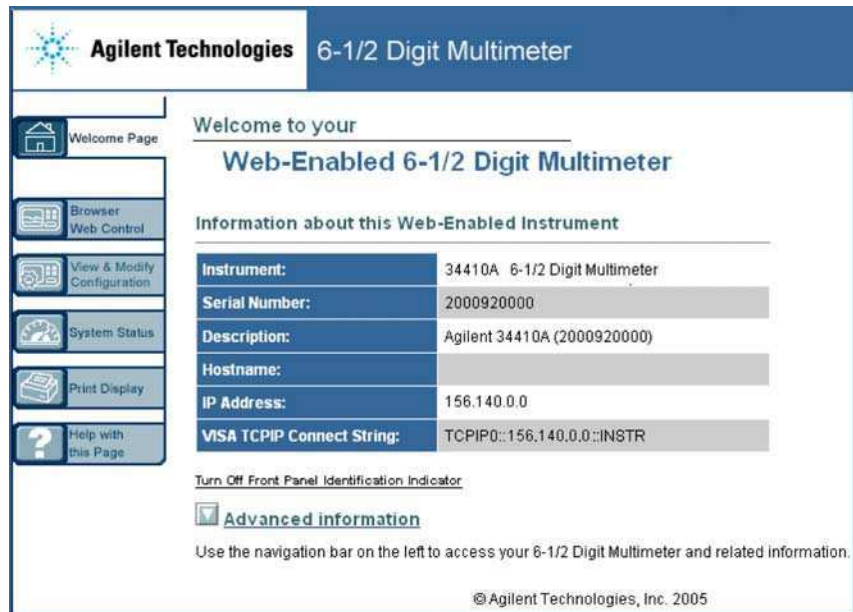 Agilent Technologies 6-1/2 Digit Multimeter
Welcome Page
Browser
Web Control
View & Modify
Configuration
System Status
Print Display
Help with
this Page
Welcome to your
Web-Enabled 6-1/2 Digit Multimeter
Information about this Web-Enabled Instrument
Instrument: 34410A 6-1/2 Digit Multimeter
Serial Number: 2000920000
Description: Agilent 34410A (2000920000)
Hostname:
IP Address: 156.140.0.0
VISA TCPIP Connect String: TCPIP0::156.140.0.0::INSTR
Turn Off Front Panel Identification Indicator
Advanced information
Use the navigation bar on the left to access your 6-1/2 Digit Multimeter and related information.
© Agilent Technologies, Inc. 2005